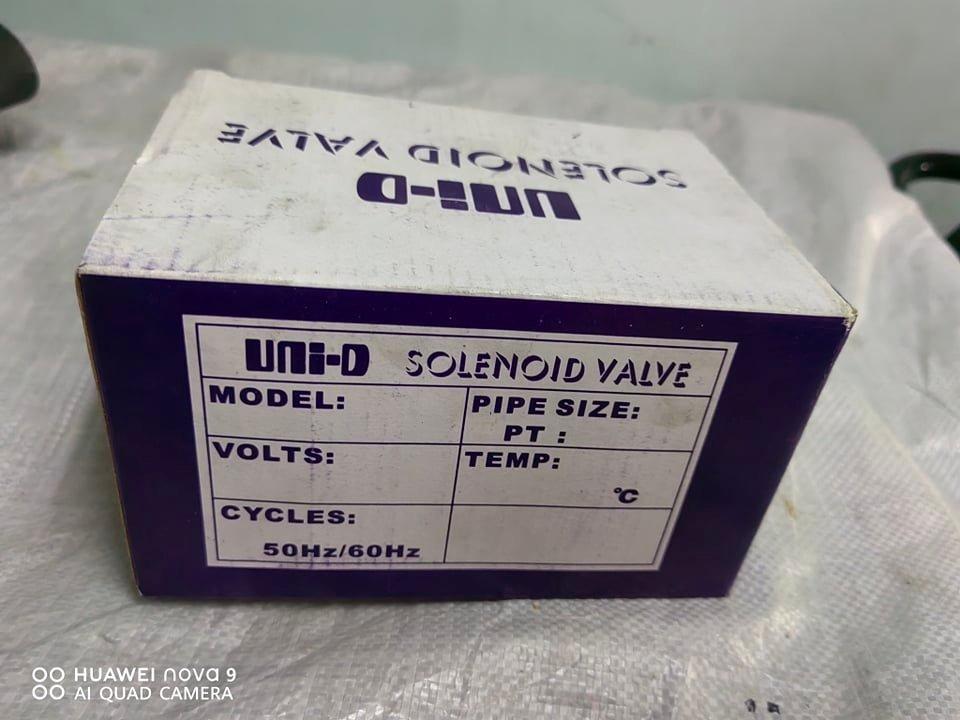 SOLENOID VALVE
UNi-D
UNi-D SOLENOID VALVE
MODEL:
PIPE SIZE:
PT :
VOLTS:
TEMP:
°C
CYCLES:
50Hz/60Hz
HUAWEI nova 9
AI QUAD CAMERA